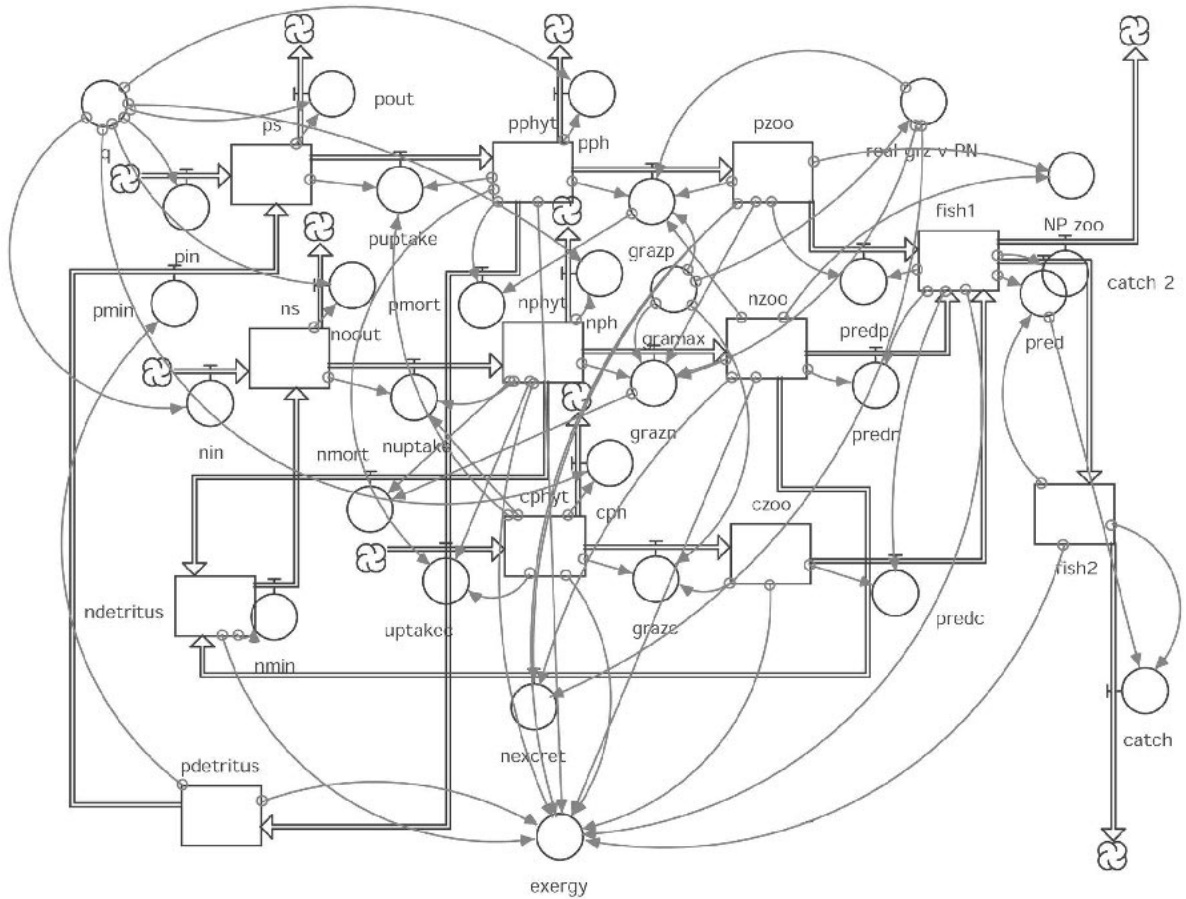 pout
pphyt
pzoo
ps
q
pph
real grz v PN
fish1
puptake
NP zoo
pin
grazp
pmin
ns
pmort
nphyt
nzoo
catch 2
noout
nph
gramax
predp
pred
nin
nmort
nuptake
grazn
predn
cphyt
cph
czoo
fish2
ndetritus
uptakec
grazc
predc
nmin
nexcret
catch
pdetritus
exergy